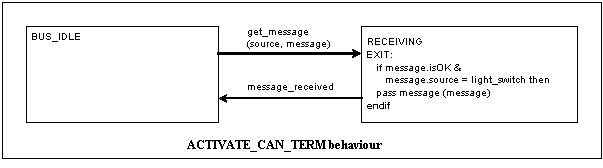 BUS_IDLE
get_message
(source, message)
message_received
RECEIVING
EXIT:
if message.isOK &
message.source = light_switch then
pass message (message)
endif
ACTIVATE_CAN_TERM behaviour